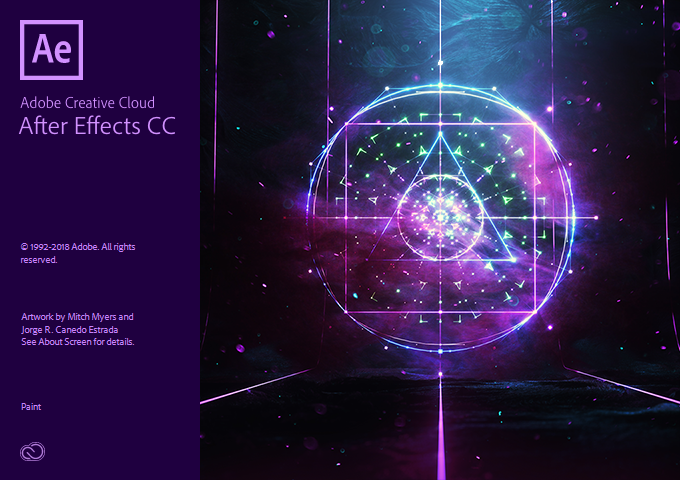 Ae
Adobe Creative Cloud
After Effects CC
© 1992-2018 Adobe. All rights
reserved.
Artwork by Mitch Myers and
Jorge R. Canedo Estrada
See About Screen for details.
Paint